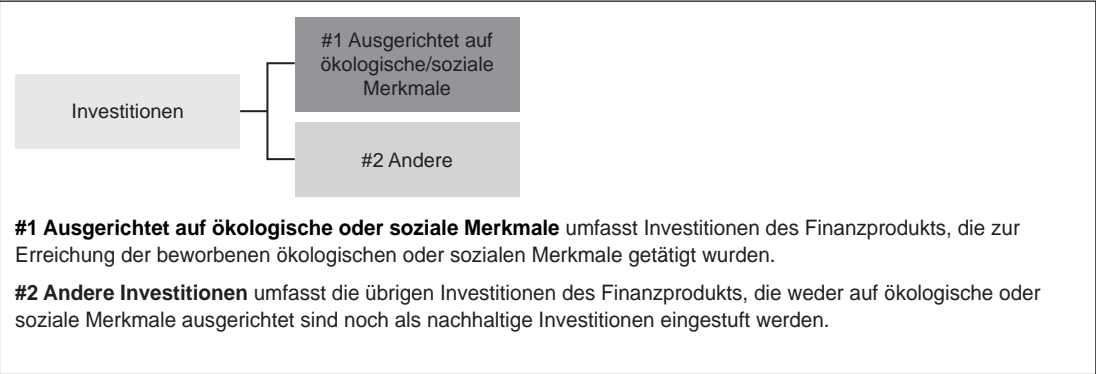 #1 Ausgerichtet auf
ökologische/soziale
Merkmale
Investitionen
#2 Andere
#1 Ausgerichtet auf ökologische oder soziale Merkmale umfasst Investitionen des Finanzprodukts, die zur
Erreichung der beworbenen ökologischen oder sozialen Merkmale getätigt wurden.
#2 Andere Investitionen umfasst die übrigen Investitionen des Finanzprodukts, die weder auf ökologische oder
soziale Merkmale ausgerichtet sind noch als nachhaltige Investitionen eingestuft werden.